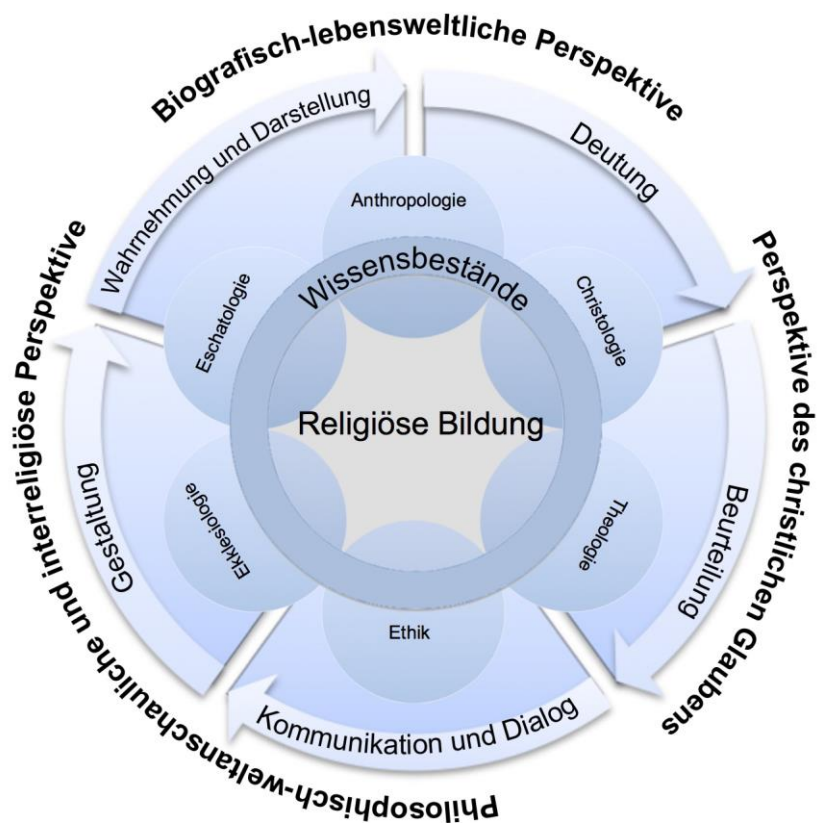 Biografisch-lebensweltliche Perspektive
Perspektive des christlichen Glaubens
Philosophisch-weltanschauliche und interreligiöse Perspektive
Wahrnehmung und Darstellung
Deutung
Beurteilung
Kommunikation und Dialog
Gestaltung
Anthropologie
Christologie
Theologie
Ethik
Ekklesiologie
Eschatologie
Wissensbestände
Religiöse Bildung